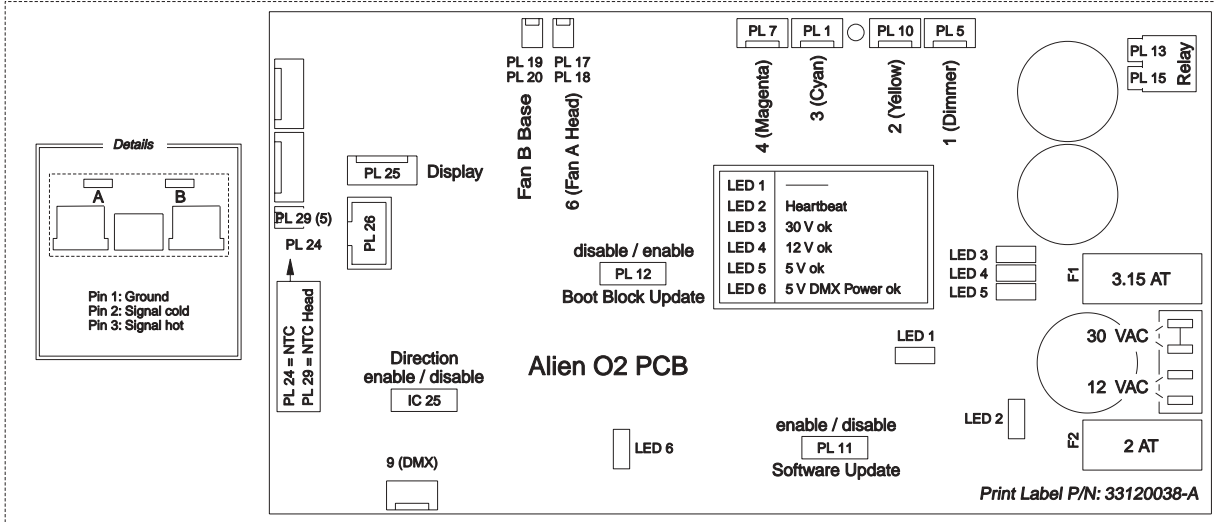 PL 7
PL 1
PL 10
PL 5
PL 13
PL 15
Relay
PL 19
PL 20
PL 17
PL 18
Fan B Base
6 (Fan A Head)
4 (Magenta)
3 (Cyan)
2 (Yellow)
1 (Dimmer)
Details
A
B
Pin 1: Ground
Pin 2: Signal cold
Pin 3: Signal hot
PL 25
Display
PL 29 (5)
PL 24
PL 26
PL 24 = NTC
PL 29 = NTC Head
disable / enable
PL 12
Boot Block Update
LED 1 ——
LED 2 Heartbeat
LED 3 30 V ok
LED 4 12 V ok
LED 5 5 V ok
LED 6 5 V DMX Power ok
LED 3
LED 4
LED 5
F1
3.15 AT
30 VAC
12 VAC
LED 1
Direction
enable / disable
IC 25
Alien O2 PCB
LED 2
F2
2 AT
enable / disable
PL 11
Software Update
LED 6
9 (DMX)
Print Label P/N: 33120038-A